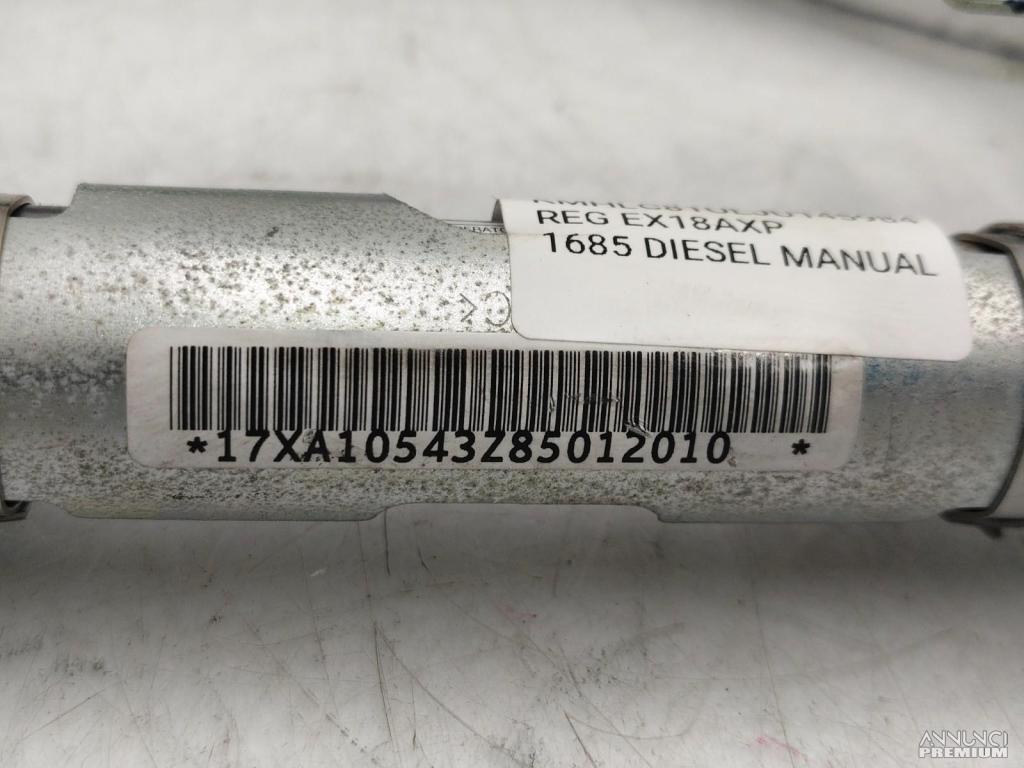 REG EX18AXP
1685 DIESEL MANUAL
>C
*17XA10543Z85012010 *
ANNUNCI
PREMIUM